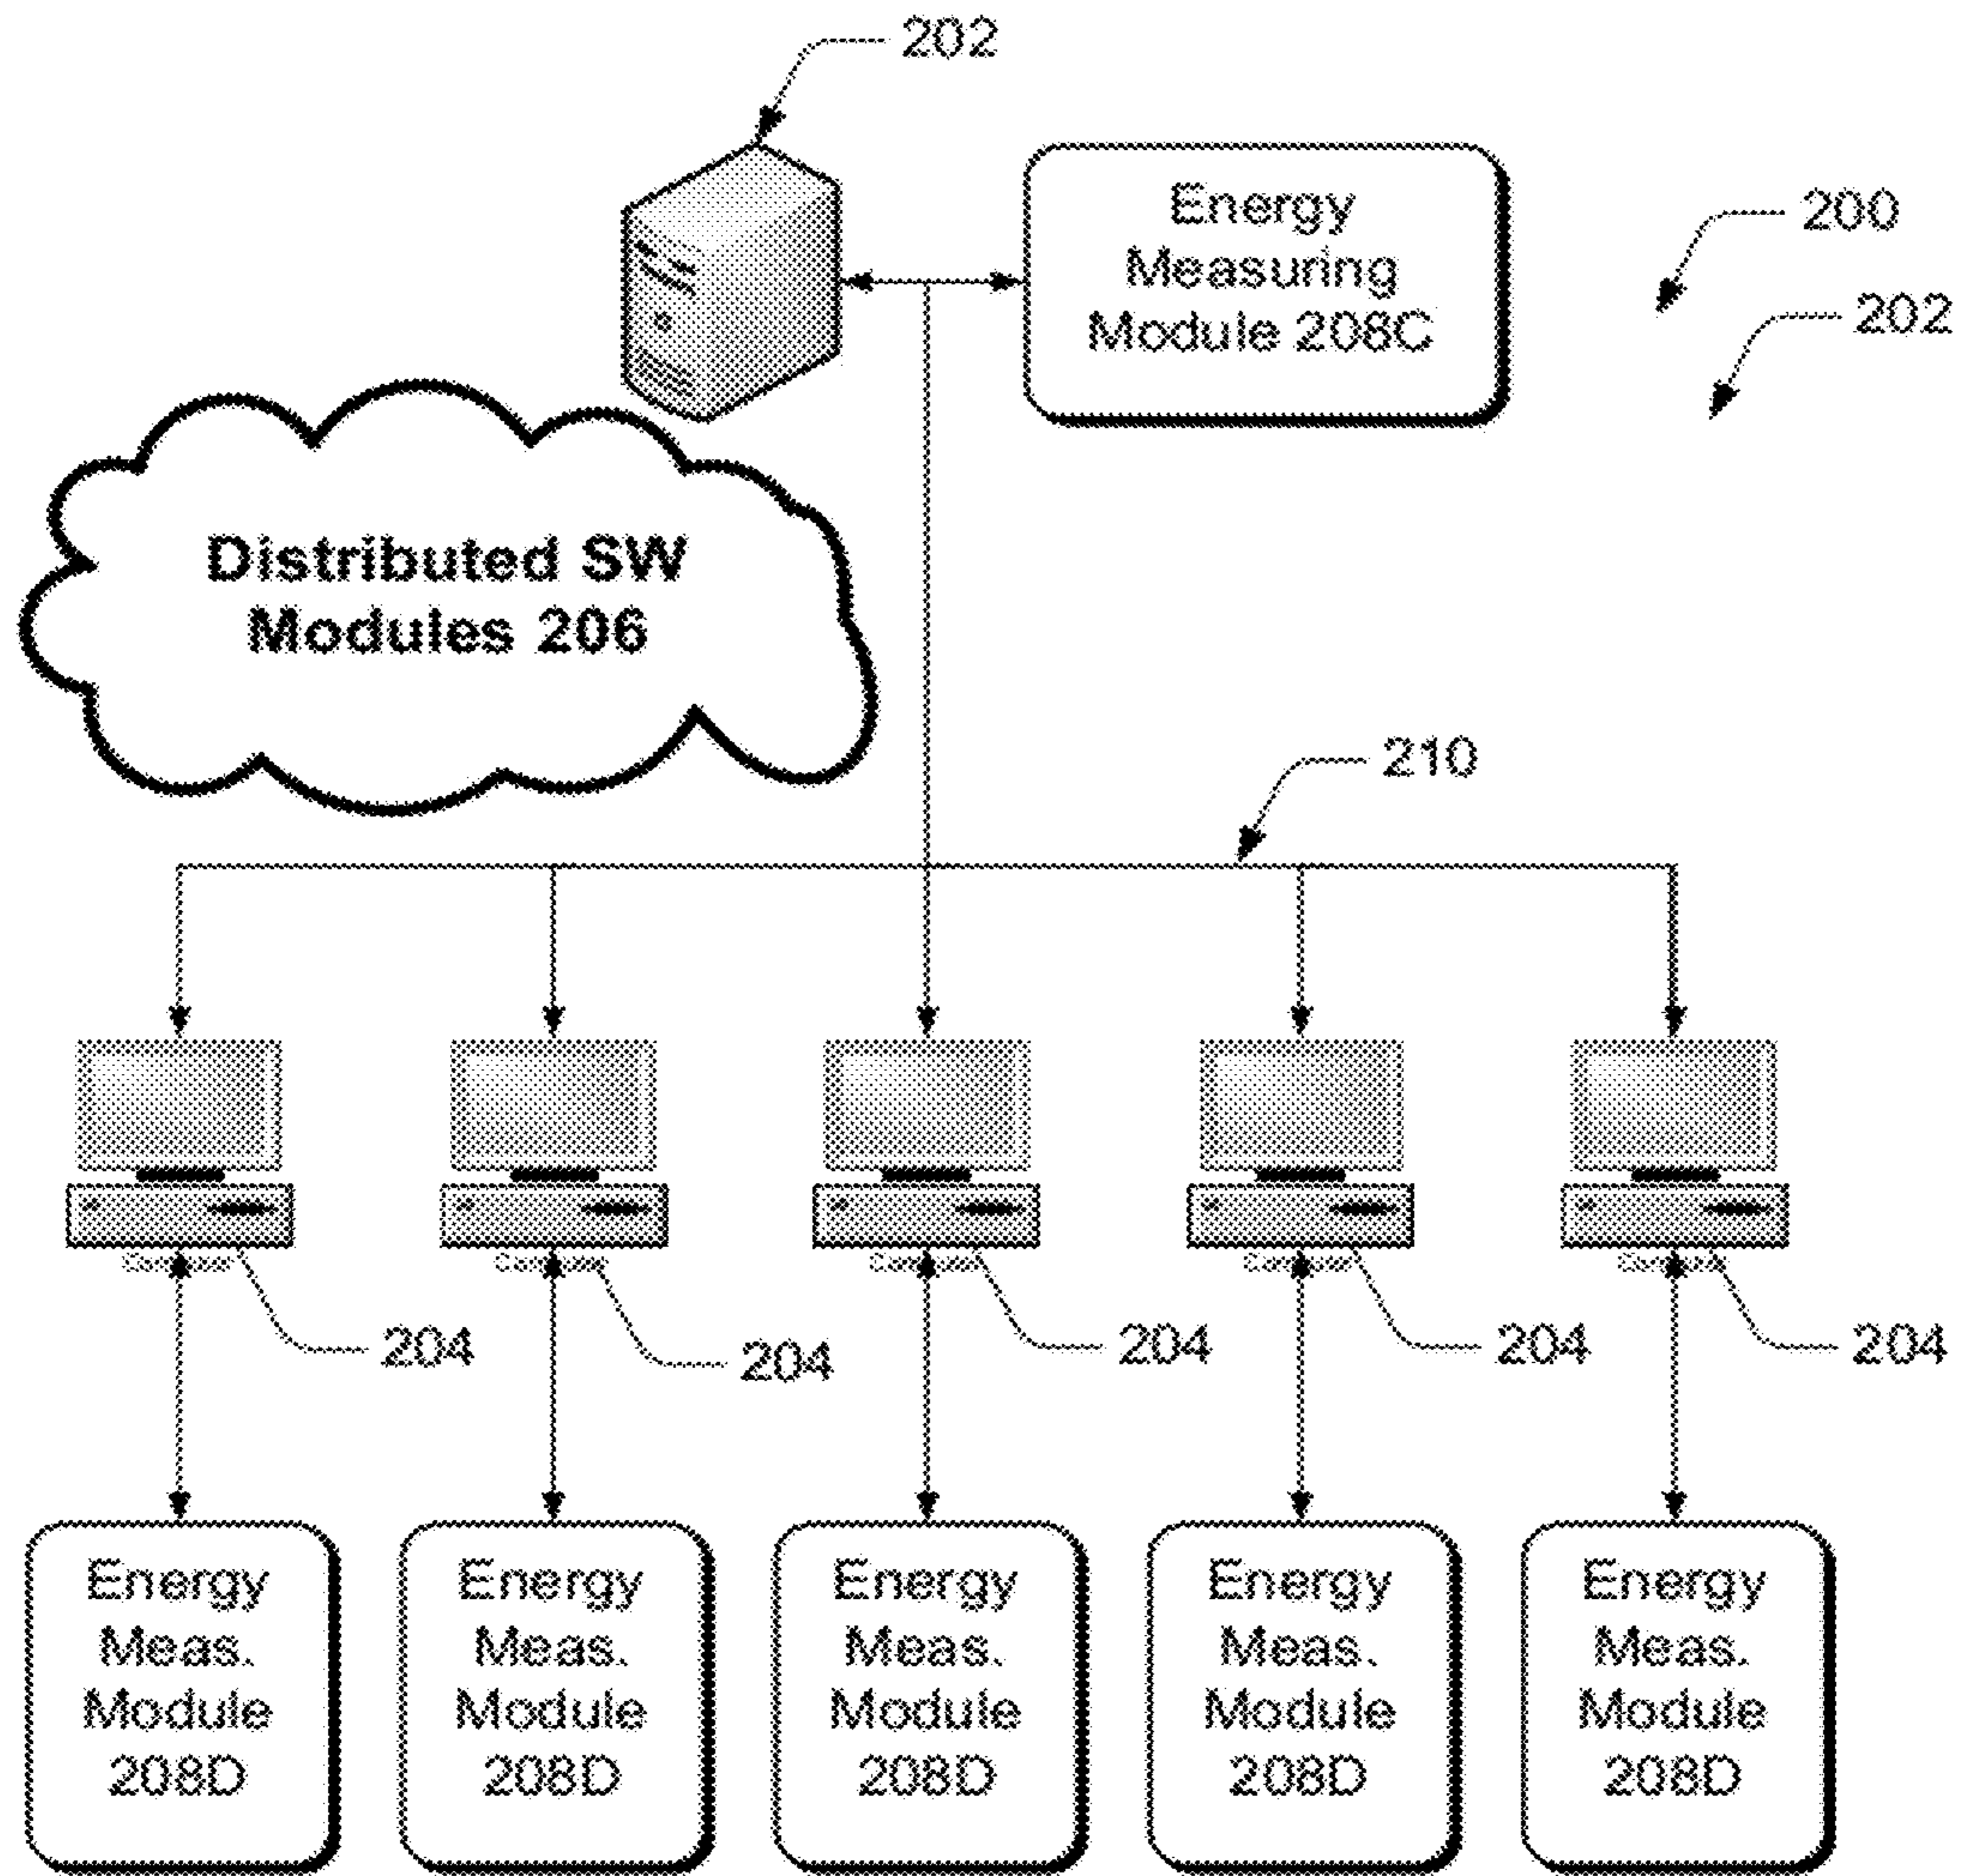 202
Energy
Measuring
Module 208C
200
202
Distributed SW
Modules 206
210
204
204
204
204
204
Energy
Meas.
Module
208D
Energy
Meas.
Module
208D
Energy
Meas.
Module
208D
Energy
Meas.
Module
208D
Energy
Meas.
Module
208D